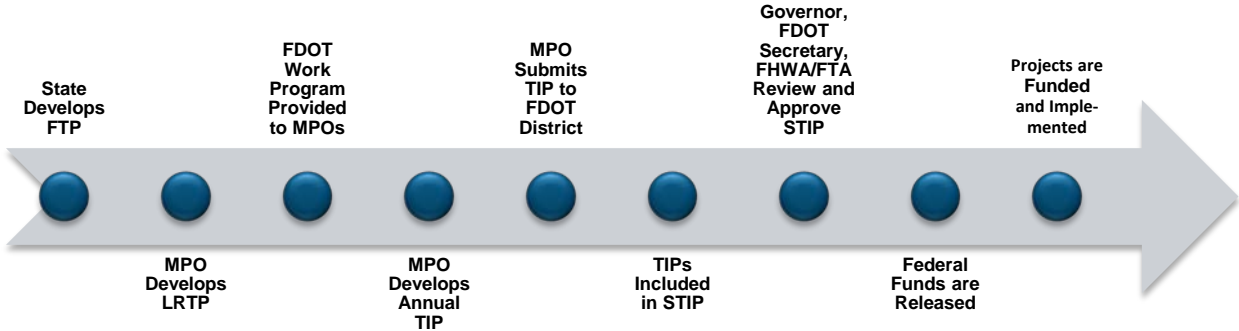 State
Develops
FTP
MPO
Develops
LRTP
FDOT
Work
Program
Provided
to MPOs
MPO
Develops
Annual
TIP
MPO
Submits
TIP to
FDOT
District
TIPs
Included
in STIP
Governor,
FDOT
Secretary,
FHWA/FTA
Review and
Approve
STIP
Federal
Funds are
Released
Projects are
Funded
and Imple-
mented